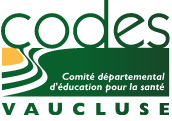 codes
Comité départemental
d'éducation pour la santé
VAUCLUSE